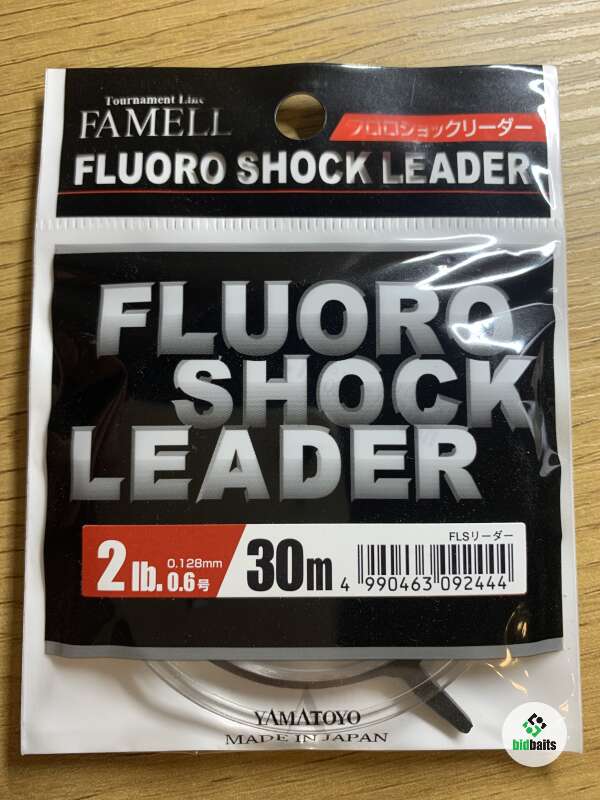 Tournament Line
FAMELL
フロロショックリーダー
FLUORO SHOCK LEADER
FLUORO
SHOCK
LEADER
2lb. 0.128mm 0.6号
30m
FLSリーダー
4 990463 092444
YAMATOYO
MADE IN JAPAN
bidbaits